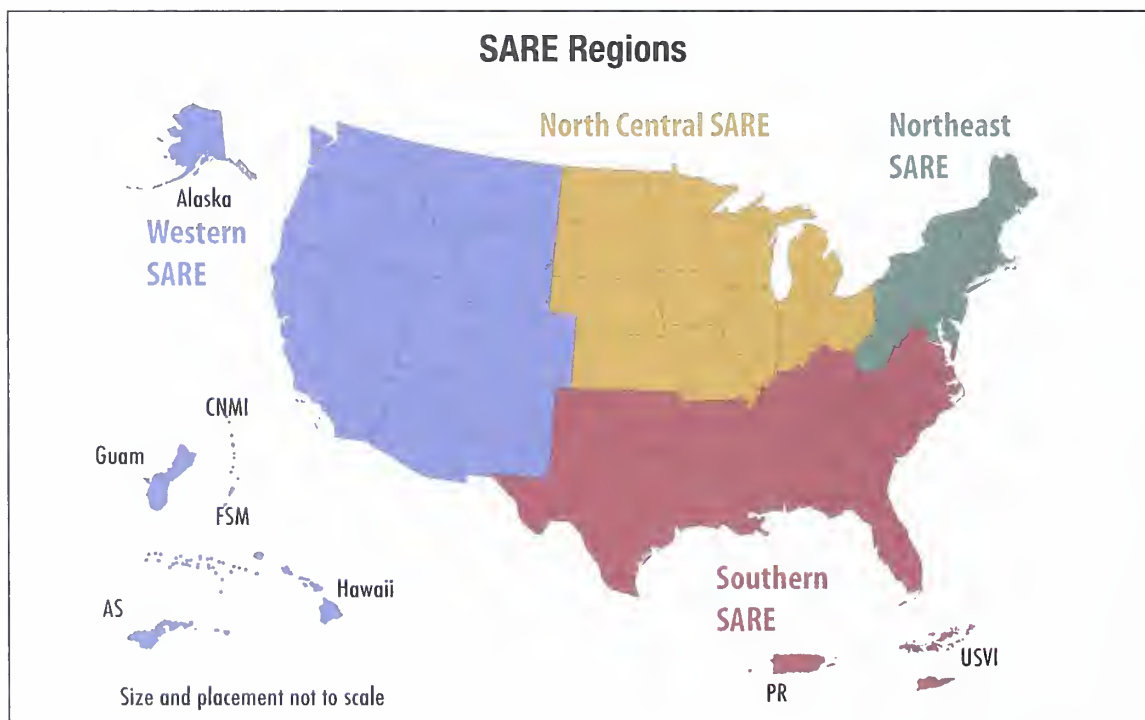 SARE Regions
North Central SARE
Northeast
SARE
Alaska
Western
SARE
CNMI
Guam
FSM
Hawaii
AS
Southern
SARE
USVI
PR
Size and placement not to scale